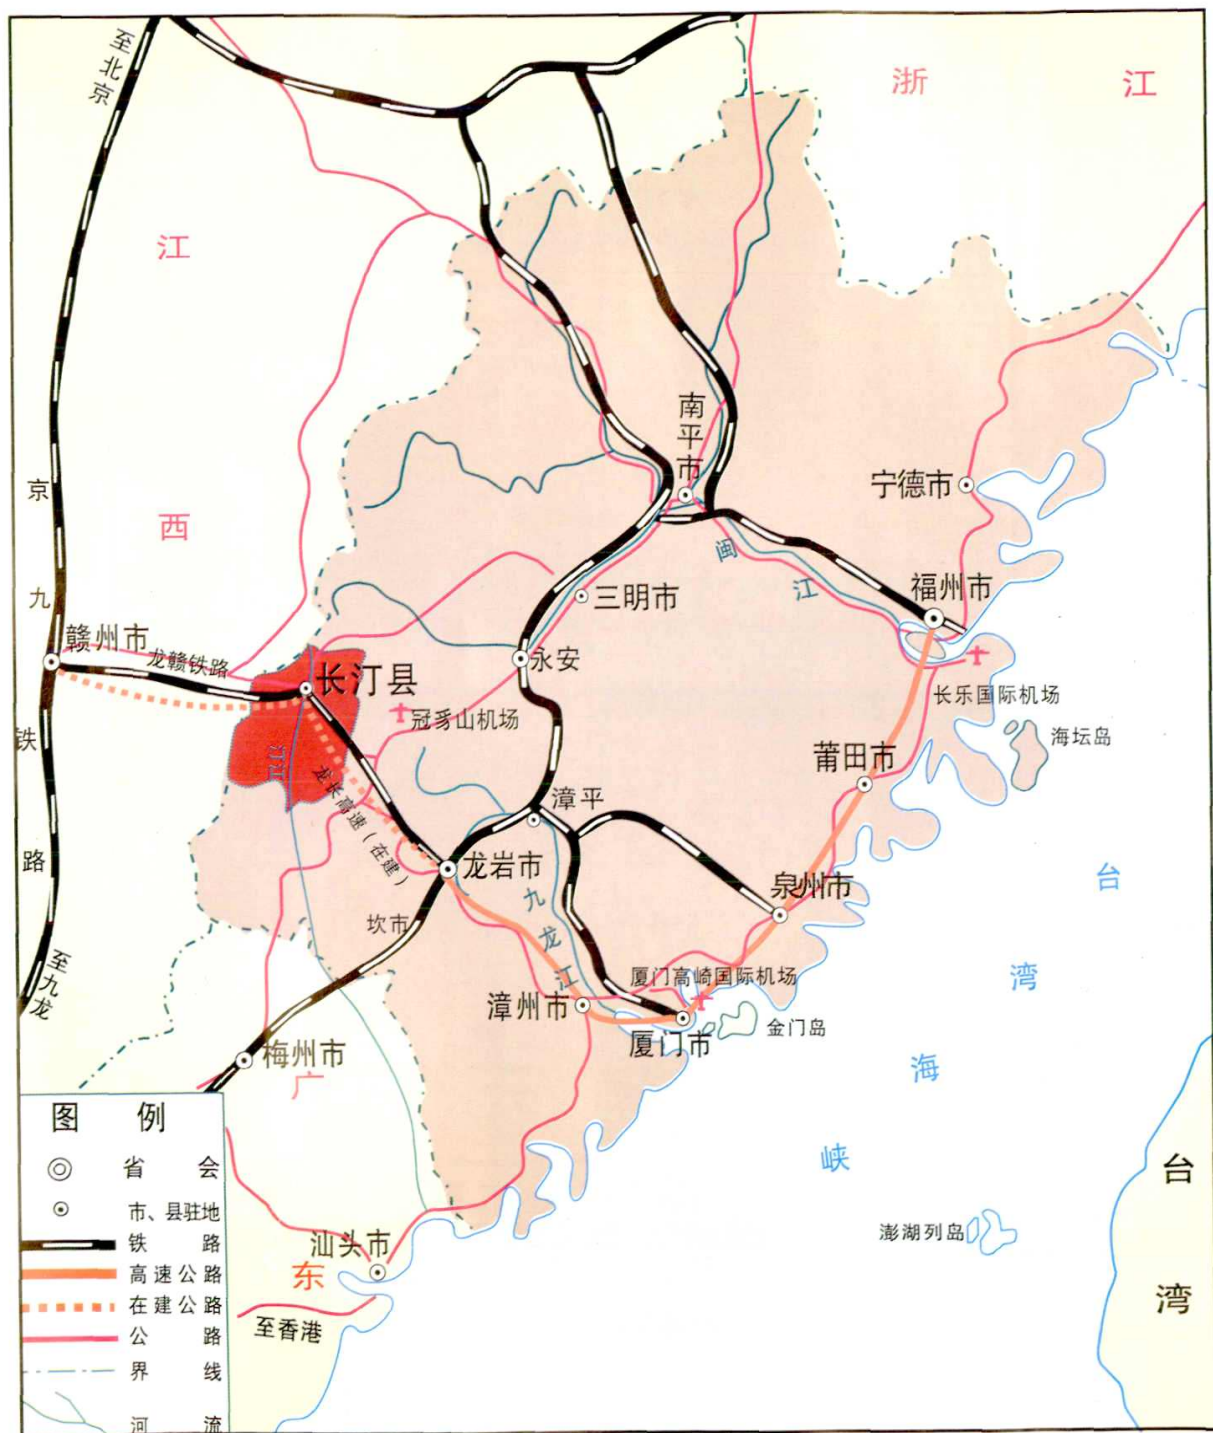 至北京
浙 江
江
西
南平市
京
九
铁
路
宁德市
闽
江
福州市
三明市
赣州市
龙赣铁路
永安
长汀县
冠豸山机场
长乐国际机场
海坛岛
汀江
莆田市
龙长高速(在建)
漳平
龙岩市
九
龙
江
泉州市
台
湾
海
峡
坎市
至九龙
厦门高崎国际机场
漳州市
厦门市
金门岛
梅州市
广
东
图 例
省 会
市、县驻地
铁 路
高速公路
在建公路
公 路
界 线
河 流
汕头市
至香港
澎湖列岛
台
湾